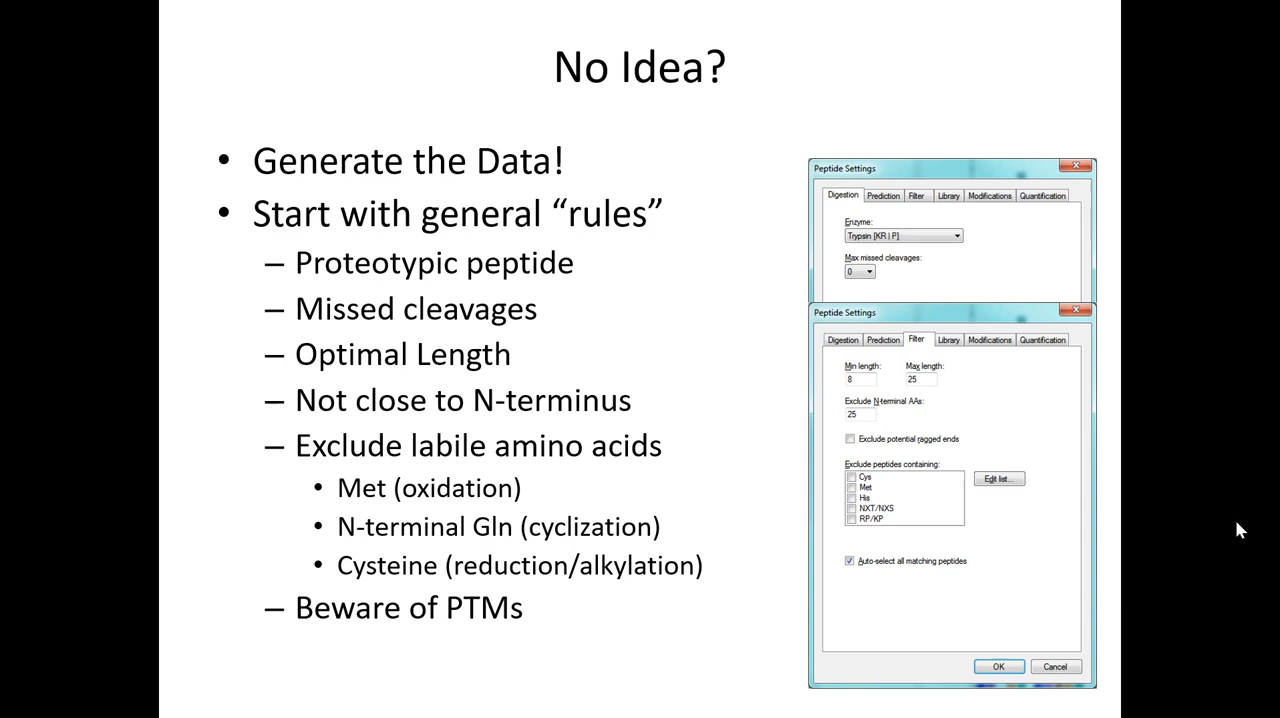 No Idea?
• Generate the Data!
• Start with general “rules”
– Proteotypic peptide
– Missed cleavages
– Optimal Length
– Not close to N-terminus
– Exclude labile amino acids
• Met (oxidation)
• N-terminal Gln (cyclization)
• Cysteine (reduction/alkylation)
– Beware of PTMs
Peptide Settings
Digestion Prediction Filter Library Modifications Quantification
Enzyme:
Trypsin [KR | P]
Max missed cleavages:
0
Peptide Settings
Digestion Prediction Filter Library Modifications Quantification
Min length: Max length:
8 25
Exclude N-terminal AAs:
25
Exclude potential ragged ends
Exclude peptides containing:
Cys
Met
His
NXT/NXS
RP/KP
Edit list...
Auto-select all matching peptides
OK Cancel